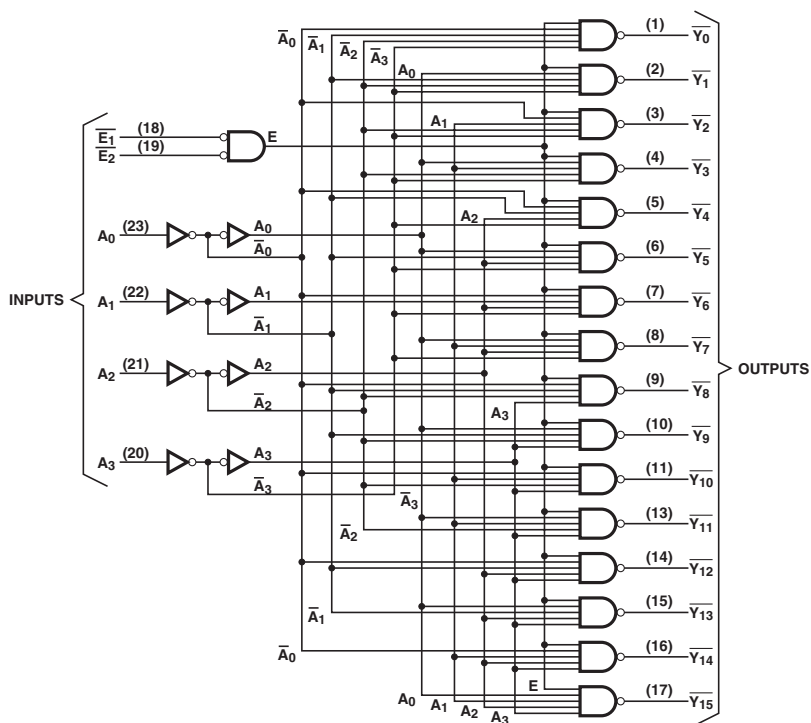 A̅0 A̅1 A̅2 A̅3 (1) Y̅0
A0 (2) Y̅1
A1 (3) Y̅2
E̅1 (18) E
E̅2 (19)
(4) Y̅3
A2 (5) Y̅4
A0 (23) A0
A̅0
(6) Y̅5
INPUTS
A1 (22) A1
A̅1
(7) Y̅6
(8) Y̅7
OUTPUTS
A2 (21) A2
A̅2
(9) Y̅8
A3
(10) Y̅9
A3 (20) A3
A̅3
A̅3
(11) Y̅10
A̅2
(13) Y̅11
(14) Y̅12
A̅1
(15) Y̅13
A̅0
(16) Y̅14
E
(17) Y̅15
A0 A1 A2 A3